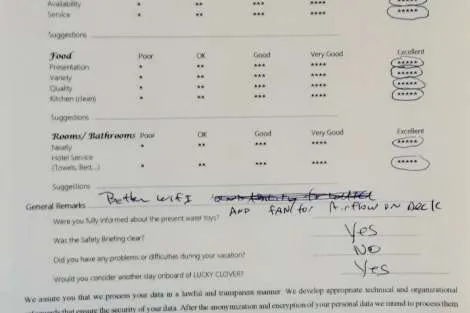 Availability * ** *** **** *****
Service * ** *** **** *****
Suggestions
Food Poor OK Good Very Good Excellent
Presentation * ** *** **** *****
Variety * ** *** **** *****
Quality * ** *** **** *****
Kitchen (clean) * ** *** **** *****
Suggestions
Rooms/Bathrooms Poor OK Good Very Good Excellent
Neatly * ** *** **** *****
Hotel Service
(Towels, Bed,...) * ** *** **** *****
Suggestions
General Remarks Better wifi
AND FAN for Airflow on Deck
Were you fully informed about the present water toys?
Was the Safety Briefing clear? Yes
Did you have any problems or difficulties during your vacation? NO
Would you consider another stay onboard of LUCKY CLOVER? Yes
We assure you that we process your data in a lawful and transparent manner. We develop appropriate technical and organizational
that ensure the security of your data. After the anonymization and encryption of your personal data we intend to process them